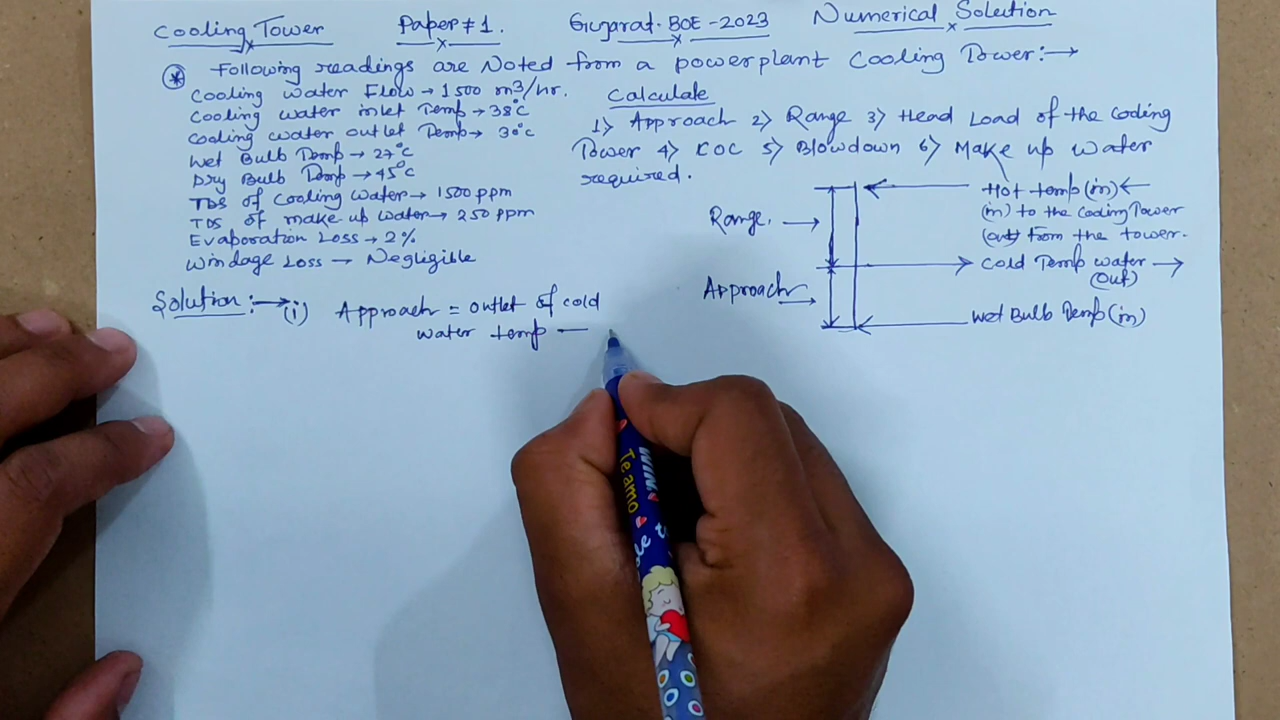 Cooling Tower Paper # 1. Gujarat-BOE-2023 Numerical Solution
Following readings are Noted from a powerplant Cooling Tower:→
Cooling water Flow → 1500 m3/hr.
Cooling water inlet Temp → 38°C
Cooling water outlet Temp → 30°C
Wet Bulb Temp → 27°C
Dry Bulb Temp → 45°C
TDS of cooling water → 1500 ppm
TDS of make-up water → 250 ppm
Evaporation Loss → 2%
Windage Loss → Negligible
Calculate
1> Approach 2> Range 3> Head Load of the Cooling
Tower 4> COC 5> Blowdown 6> Make up water
required.
Range.
Approach
Hot temp (in) ←
(in) to the Cooling Tower
(out) from the tower.
Cold Temp water →
(out)
Wet Bulb Temp (in)
Solution:→ (i) Approach = outlet of cold
water temp —
Te amo